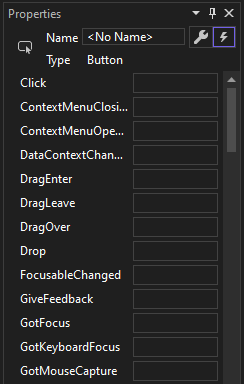 Properties
Name <No Name>
Type Button
Click
ContextMenuClosi...
ContextMenuOpe...
DataContextChan...
DragEnter
DragLeave
DragOver
Drop
FocusableChanged
GiveFeedback
GotFocus
GotKeyboardFocus
GotMouseCapture